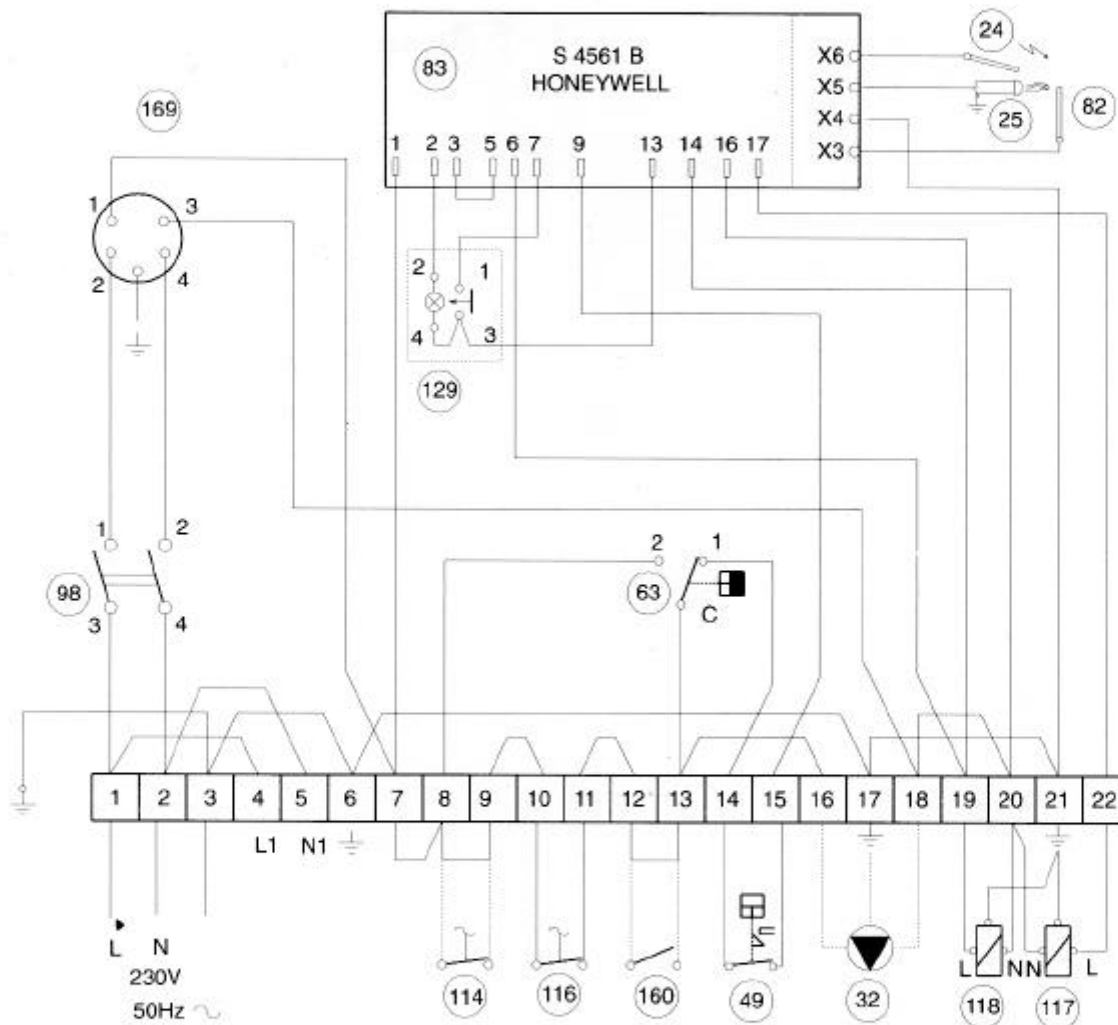 S 4561 B
HONEYWELL
83
X6
X5
X4
X3
24
25
82
169
1 2 3 5 6 7 9 13 14 16 17
1 3
2 4
2 1
4 3
129
1 2
98
3 4
2 1
63
C
1 2 3 4 5 6 7 8 9 10 11 12 13 14 15 16 17 18 19 20 21 22
L1 N1
L N
230V
50Hz
L N N L
114 116 160 49 32 118 117